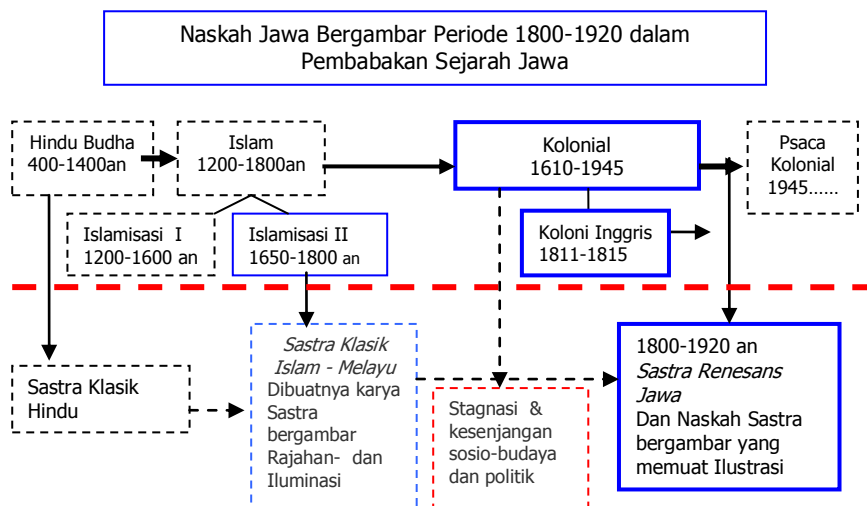 Naskah Jawa Bergambar Periode 1800-1920 dalam
Pembabakan Sejarah Jawa
Hindu Budha
400-1400an
Islam
1200-1800an
Kolonial
1610-1945
Psaca
Kolonial
1945......
Islamisasi I
1200-1600 an
Islamisasi II
1650-1800 an
Koloni Inggris
1811-1815
Sastra Klasik
Hindu
Sastra Klasik
Islam - Melayu
Dibuatnya karya
Sastra
bergambar
Rajahan- dan
Iluminasi
Stagnasi &
kesenjangan
sosio-budaya
dan politik
1800-1920 an
Sastra Renesans
Jawa
Dan Naskah Sastra
bergambar yang
memuat Ilustrasi